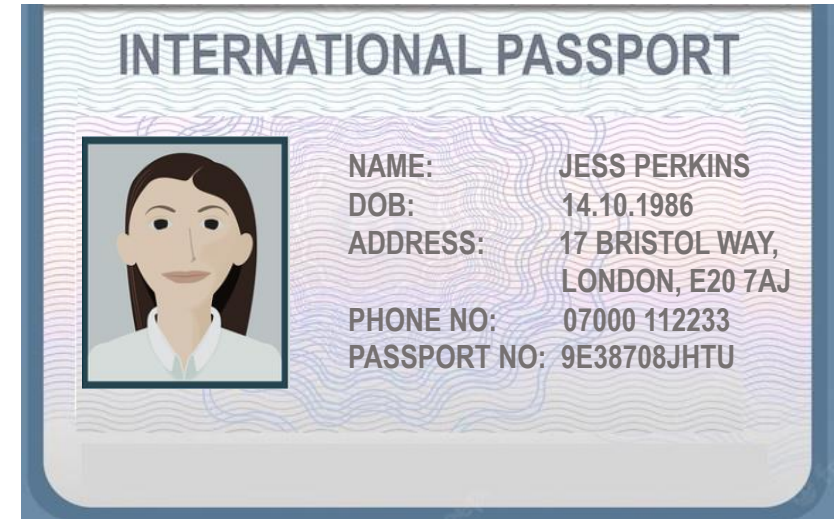 INTERNATIONAL PASSPORT
NAME: JESS PERKINS
DOB: 14.10.1986
ADDRESS: 17 BRISTOL WAY,
LONDON, E20 7AJ
PHONE NO: 07000 112233
PASSPORT NO: 9E38708JHTU